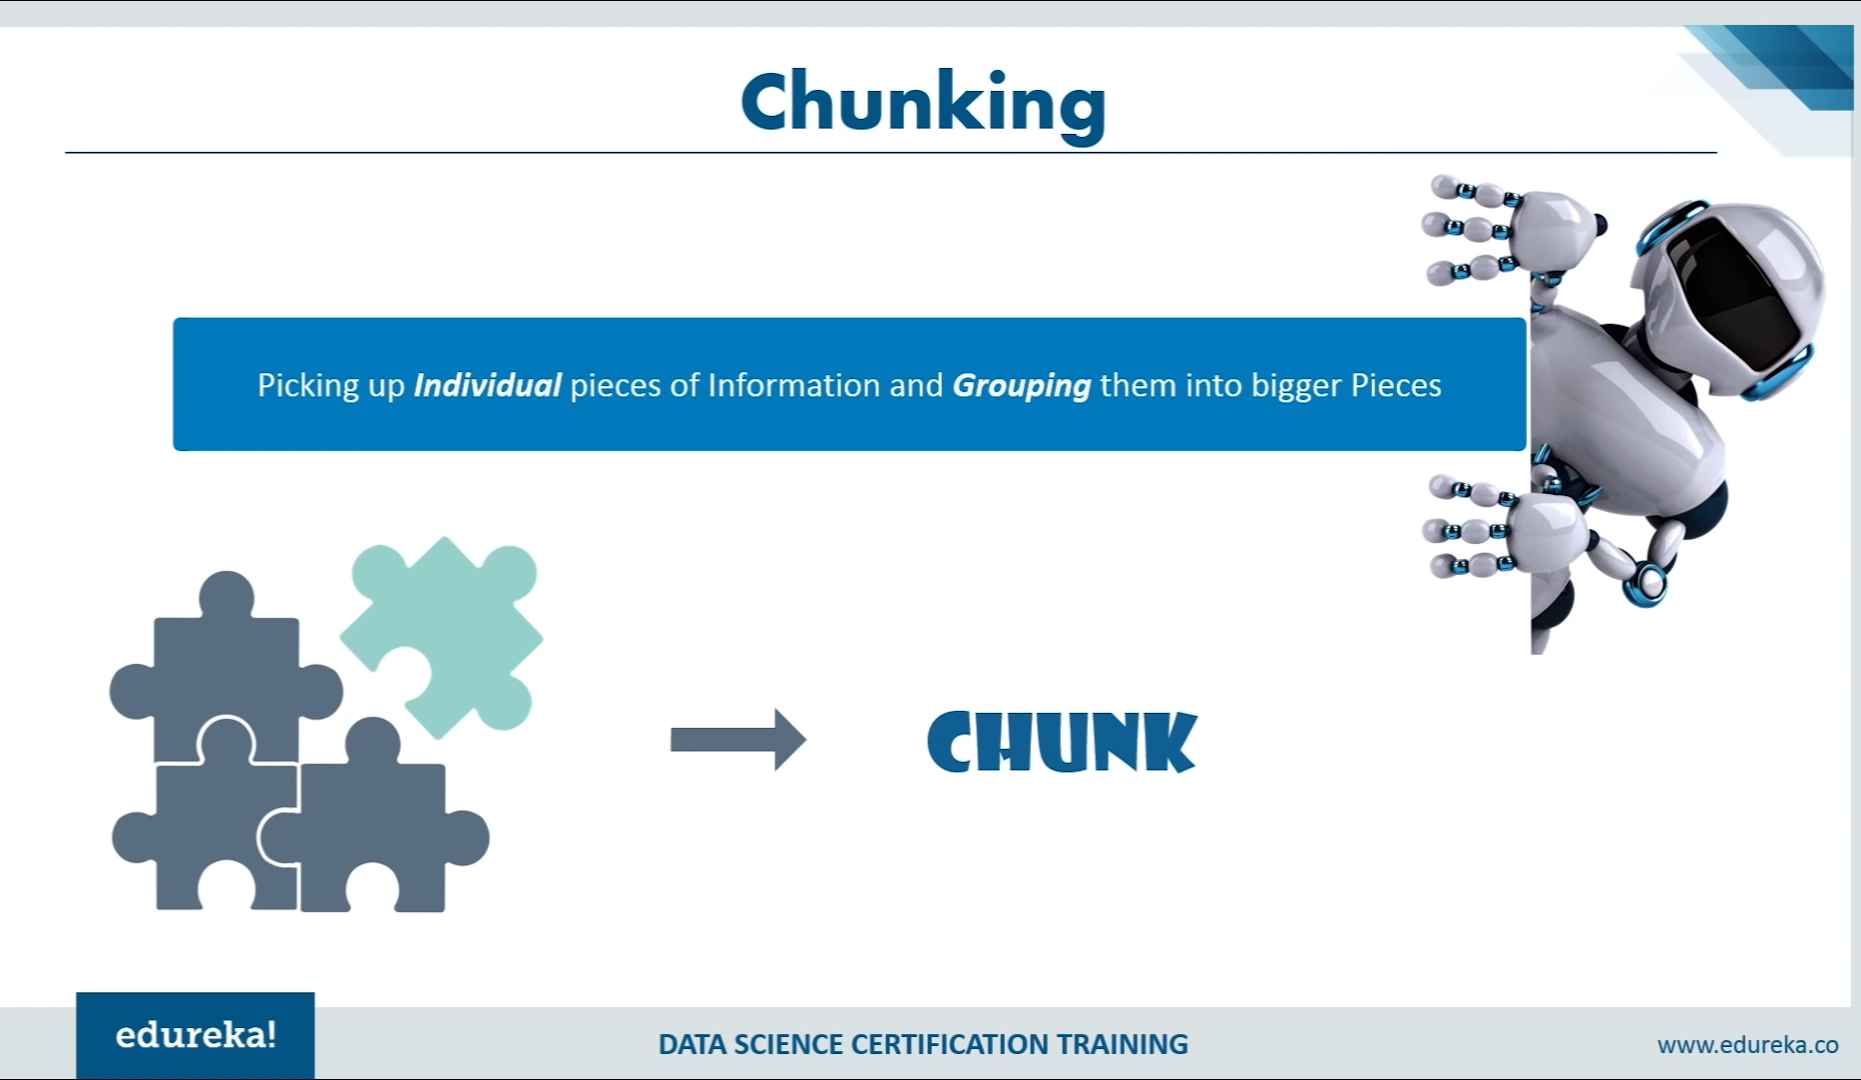 Chunking
Picking up Individual pieces of Information and Grouping them into bigger Pieces
CHUNK
edureka!
DATA SCIENCE CERTIFICATION TRAINING
www.edureka.co